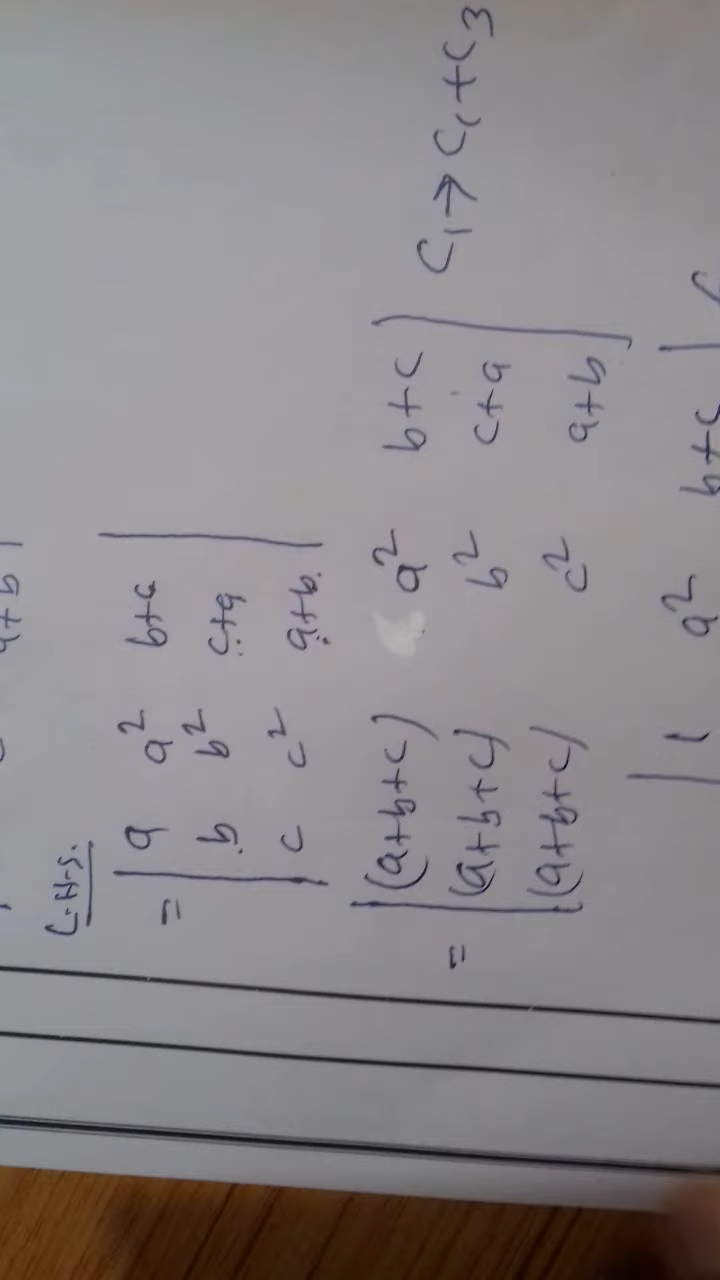 a+b
L-H-S.
= | a a² b+c |
| b b² c+a |
| c c² a+b |
= | (a+b+c) a² b+c | C₁→C₁+C₃
| (a+b+c) b² c+a |
| (a+b+c) c² a+b |
| 1 a² b+c |